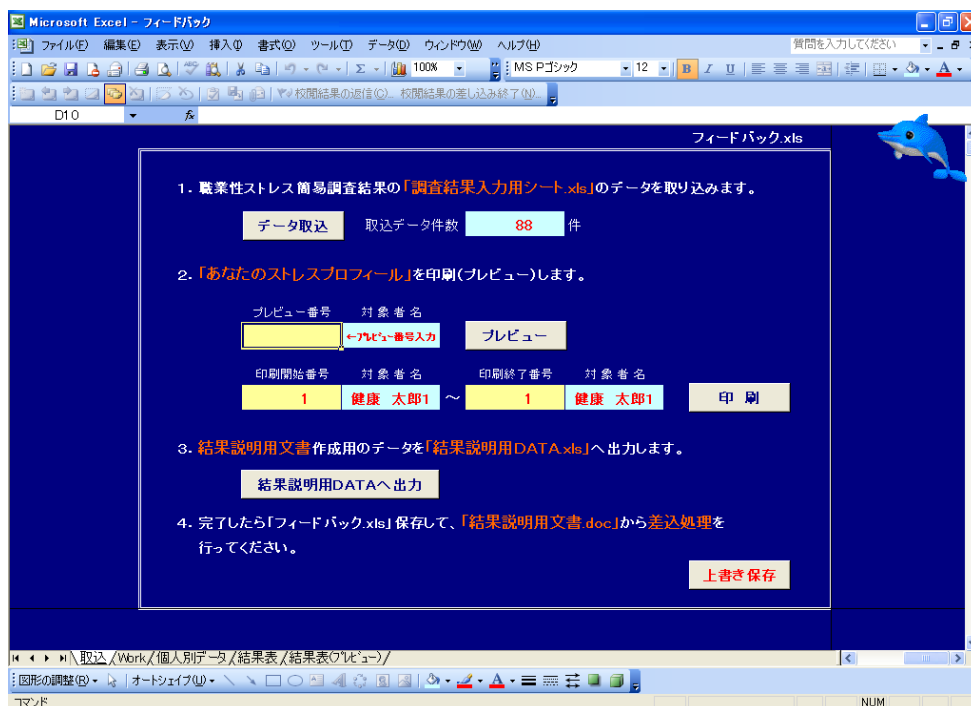 Microsoft Excel - フィードバック
ファイル(F) 編集(E) 表示(V) 挿入(I) 書式(O) ツール(T) データ(D) ウィンドウ(W) ヘルプ(H) 質問を入力してください
100% MS Pゴシック 12 B I U A
校閲結果の返信(C)... 校閲結果の差し込み終了(N)...
D10 fx
フィードバック.xls
1. 職業性ストレス簡易調査結果の「調査結果入力用シート.xls」のデータを取り込みます。
データ取込 取込データ件数 88 件
2.「あなたのストレスプロフィール」を印刷(プレビュー)します。
プレビュー番号 対象者名
←プレビュー番号入力 プレビュー
印刷開始番号 対象者名 印刷終了番号 対象者名
1 健康 太郎1 ～ 1 健康 太郎1 印 刷
3. 結果説明用文書作成用のデータを「結果説明用DATA.xls」へ出力します。
結果説明用DATAへ出力
4. 完了したら「フィードバック.xls」保存して、「結果説明用文書.doc」から差込処理を
行ってください。
上書き保存
取込 / Work / 個人別データ / 結果表 / 結果表(プレビュー) /
図形の調整(R) オートシェイプ(U) A
コマンド NUM